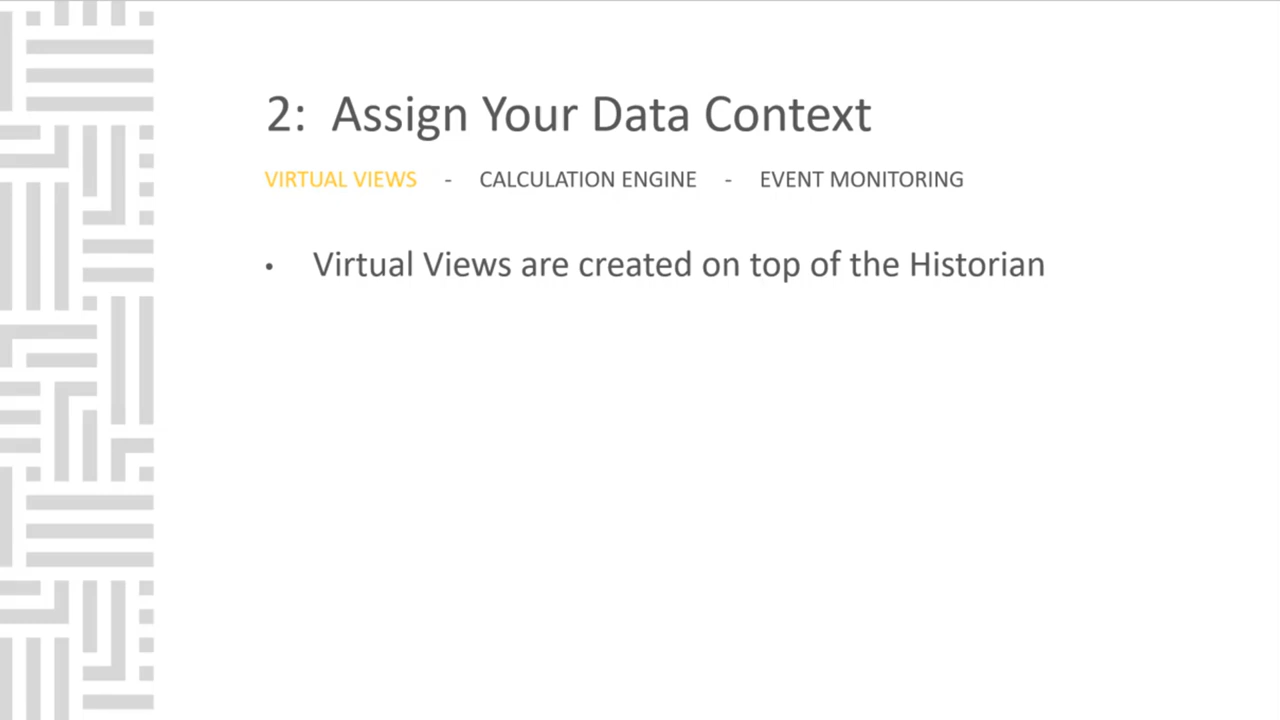 2: Assign Your Data Context
VIRTUAL VIEWS - CALCULATION ENGINE - EVENT MONITORING
• Virtual Views are created on top of the Historian